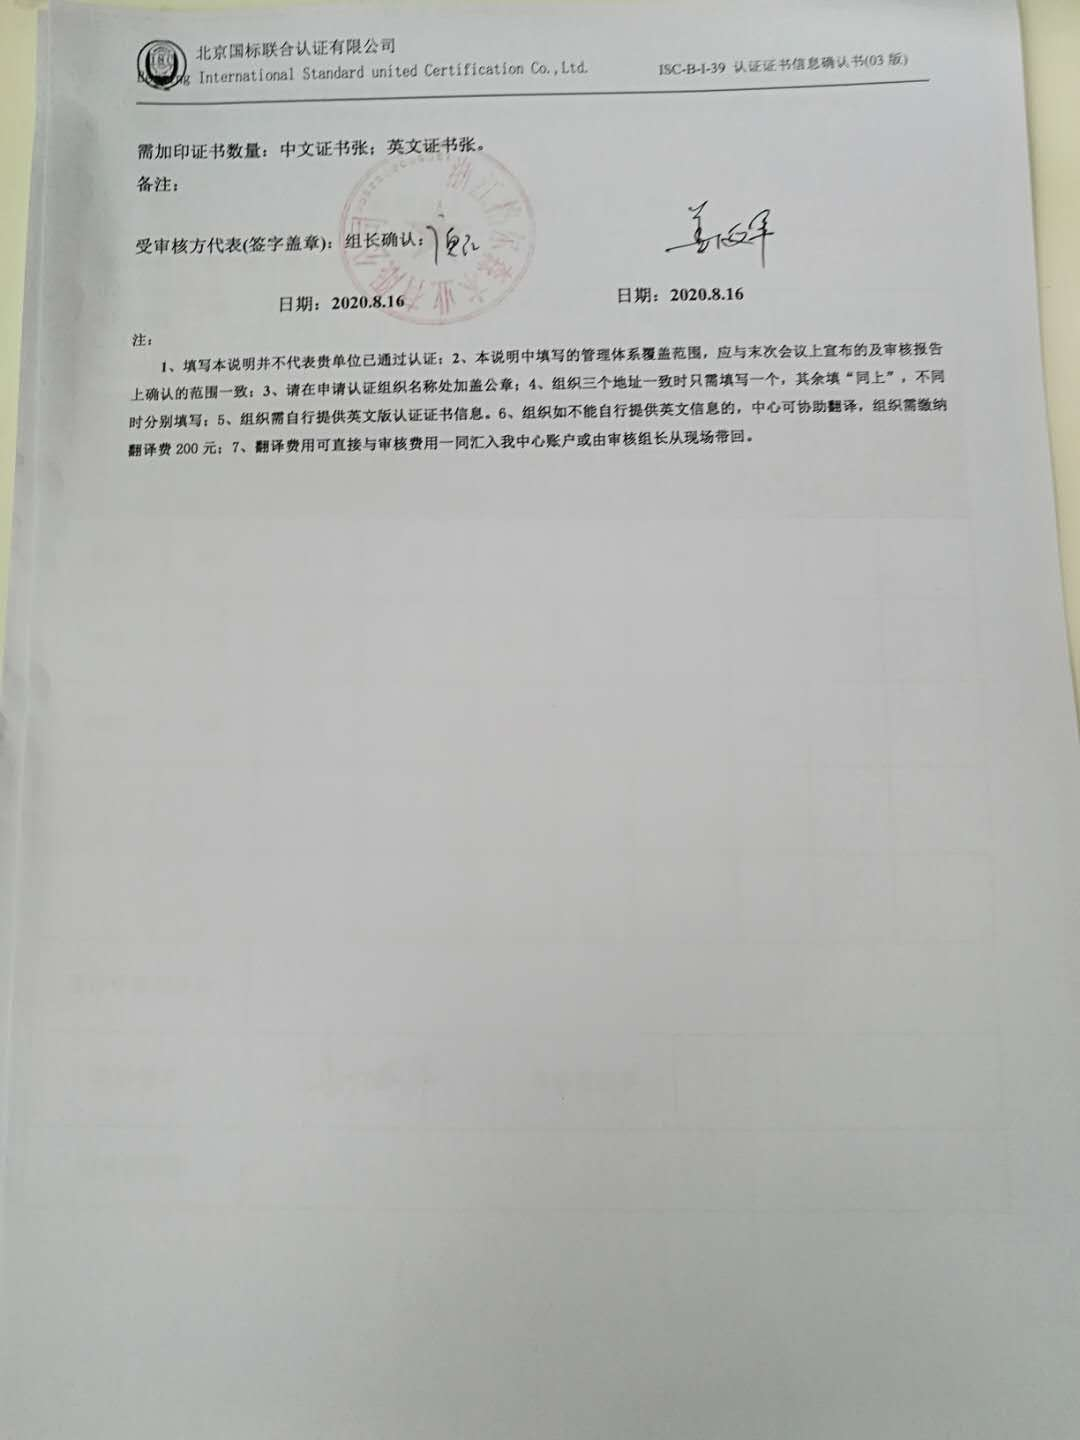 北京国标联合认证有限公司
Beijing International Standard united Certification Co.,Ltd.
ISC-B-I-39 认证证书信息确认书(03 版)
需加印证书数量：中文证书张；英文证书张。
备注：
受审核方代表(签字盖章)：组长确认：
日期：2020.8.16
日期：2020.8.16
注：
1、填写本说明并不代表贵单位已通过认证；2、本说明中填写的管理体系覆盖范围，应与末次会议上宣布的及审核报告
上确认的范围一致；3、请在申请认证组织名称处加盖公章；4、组织三个地址一致时只需填写一个，其余填“同上”，不同
时分别填写；5、组织需自行提供英文版认证证书信息。6、组织如不能自行提供英文信息的，中心可协助翻译，组织需缴纳
翻译费 200 元；7、翻译费用可直接与审核费用一同汇入我中心账户或由审核组长从现场带回。